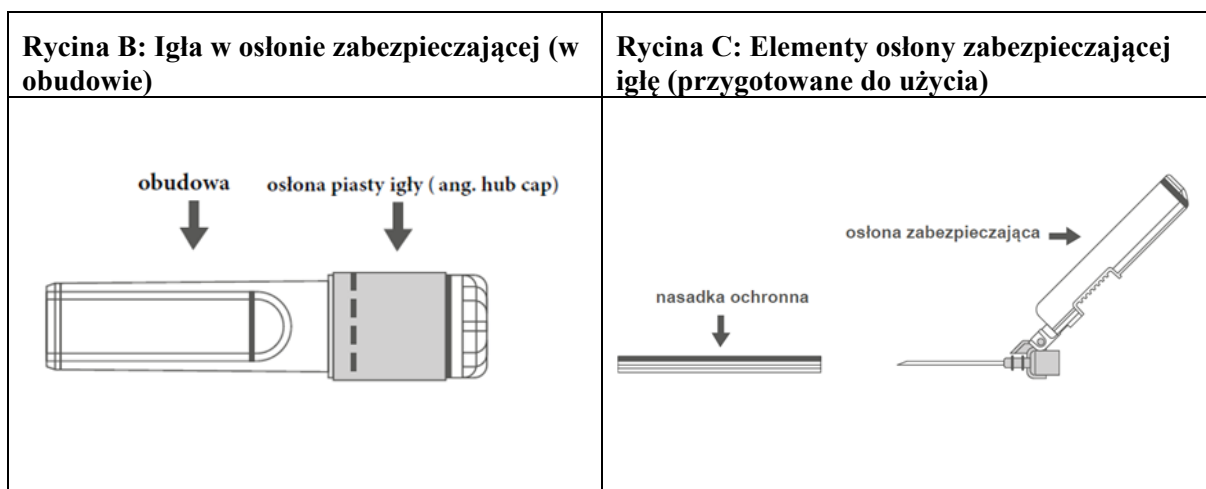 Rycina B: Igła w osłonie zabezpieczającej (w
obudowie)
Rycina C: Elementy osłony zabezpieczającej
igłę (przygotowane do użycia)
obudowa
osłona piasty igły ( ang. hub cap)
osłona zabezpieczająca
nasadka ochronna